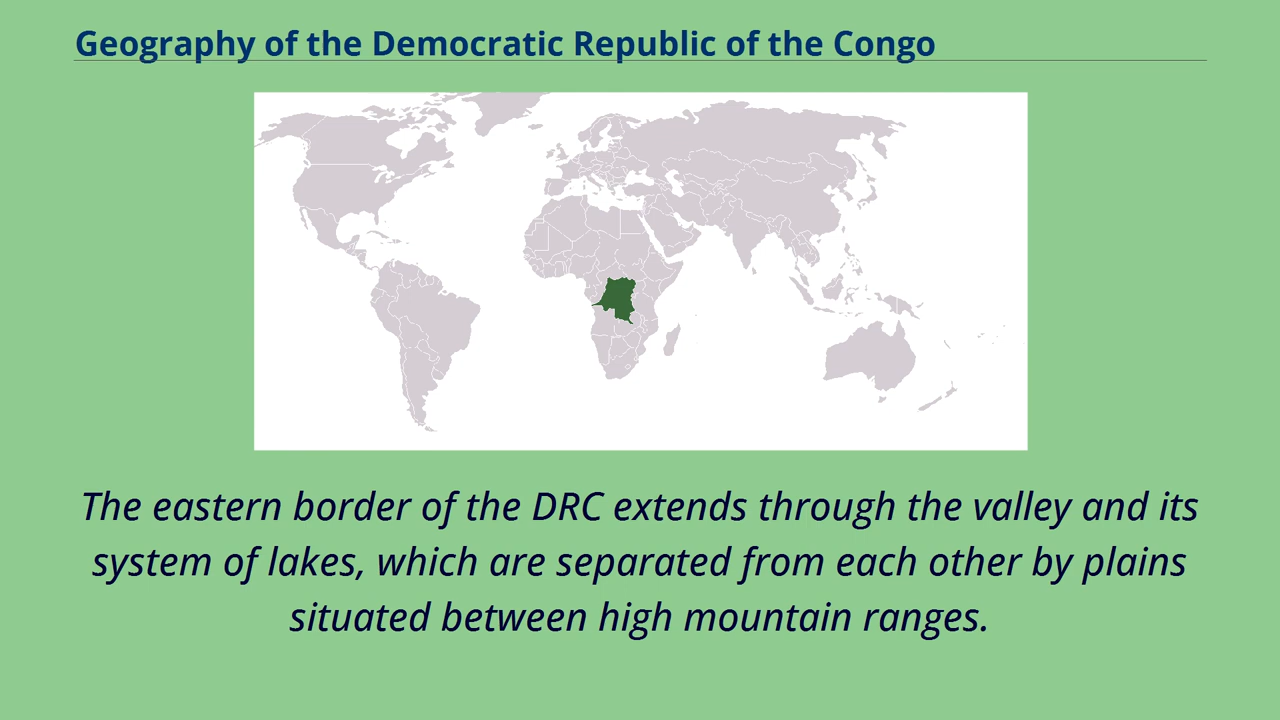 Geography of the Democratic Republic of the Congo
The eastern border of the DRC extends through the valley and its
system of lakes, which are separated from each other by plains
situated between high mountain ranges.